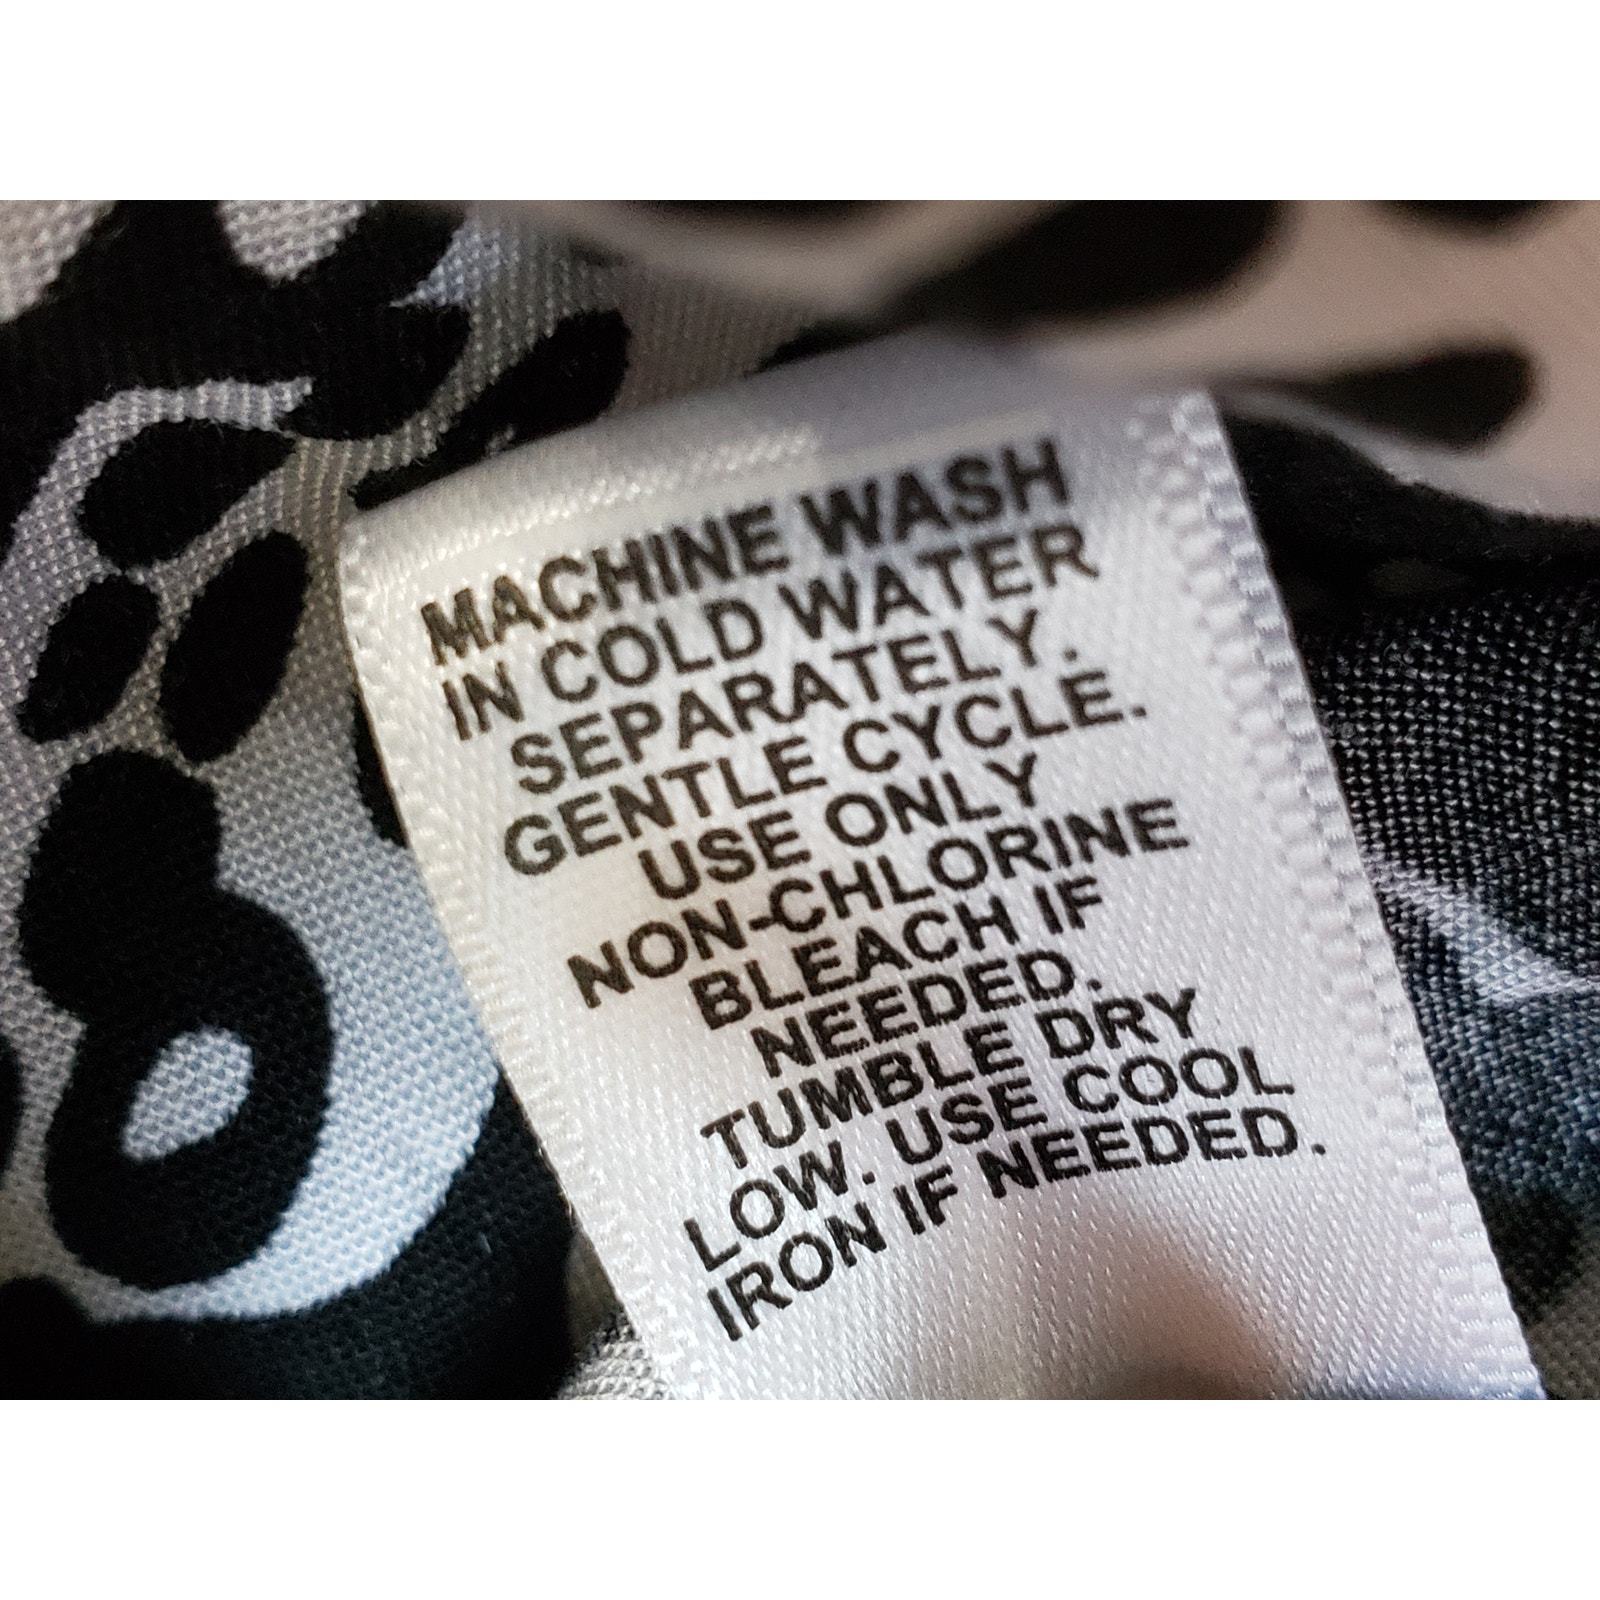 MACHINE WASH
IN COLD WATER
SEPARATELY.
GENTLE CYCLE.
USE ONLY
NON-CHLORINE
BLEACH IF
NEEDED.
TUMBLE DRY
LOW. USE COOL
IRON IF NEEDED.